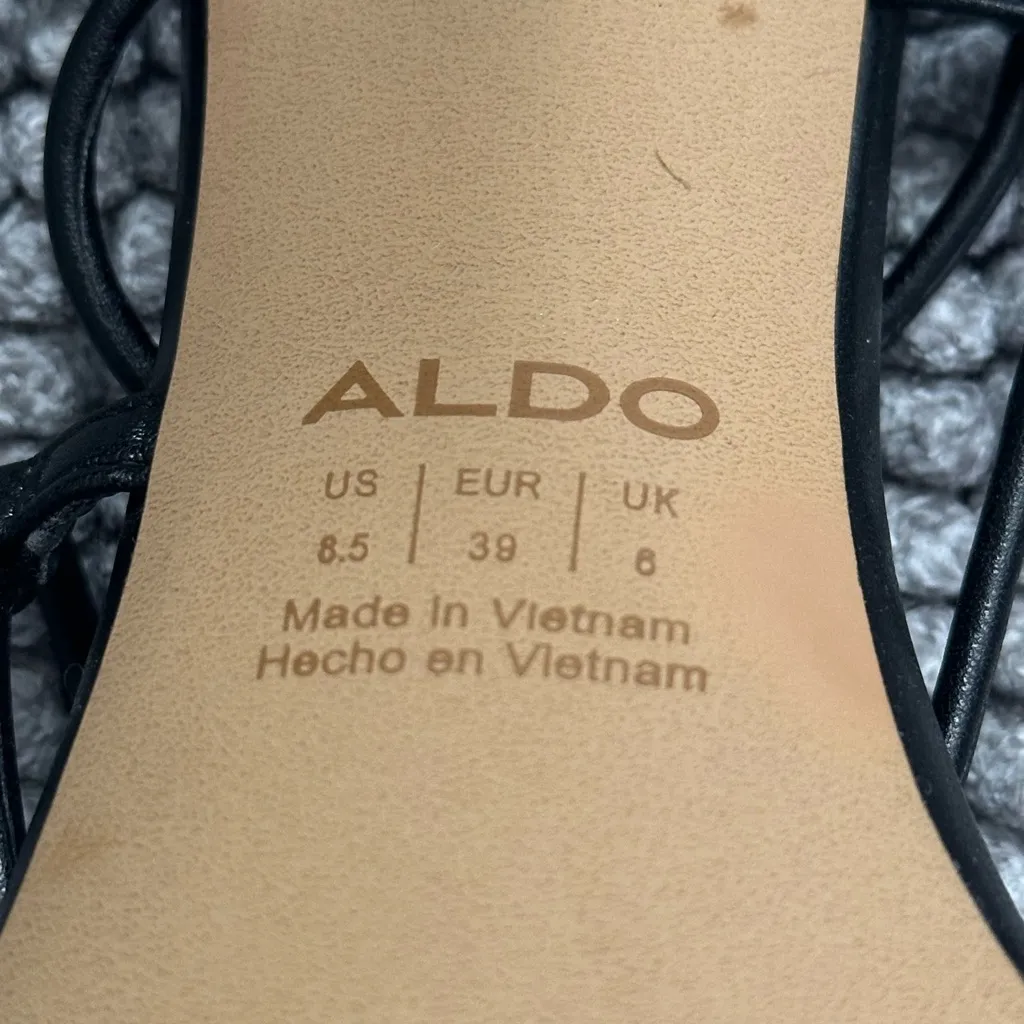 ALDO
US | EUR | UK
8.5 | 39 | 6
Made in Vietnam
Hecho en Vietnam